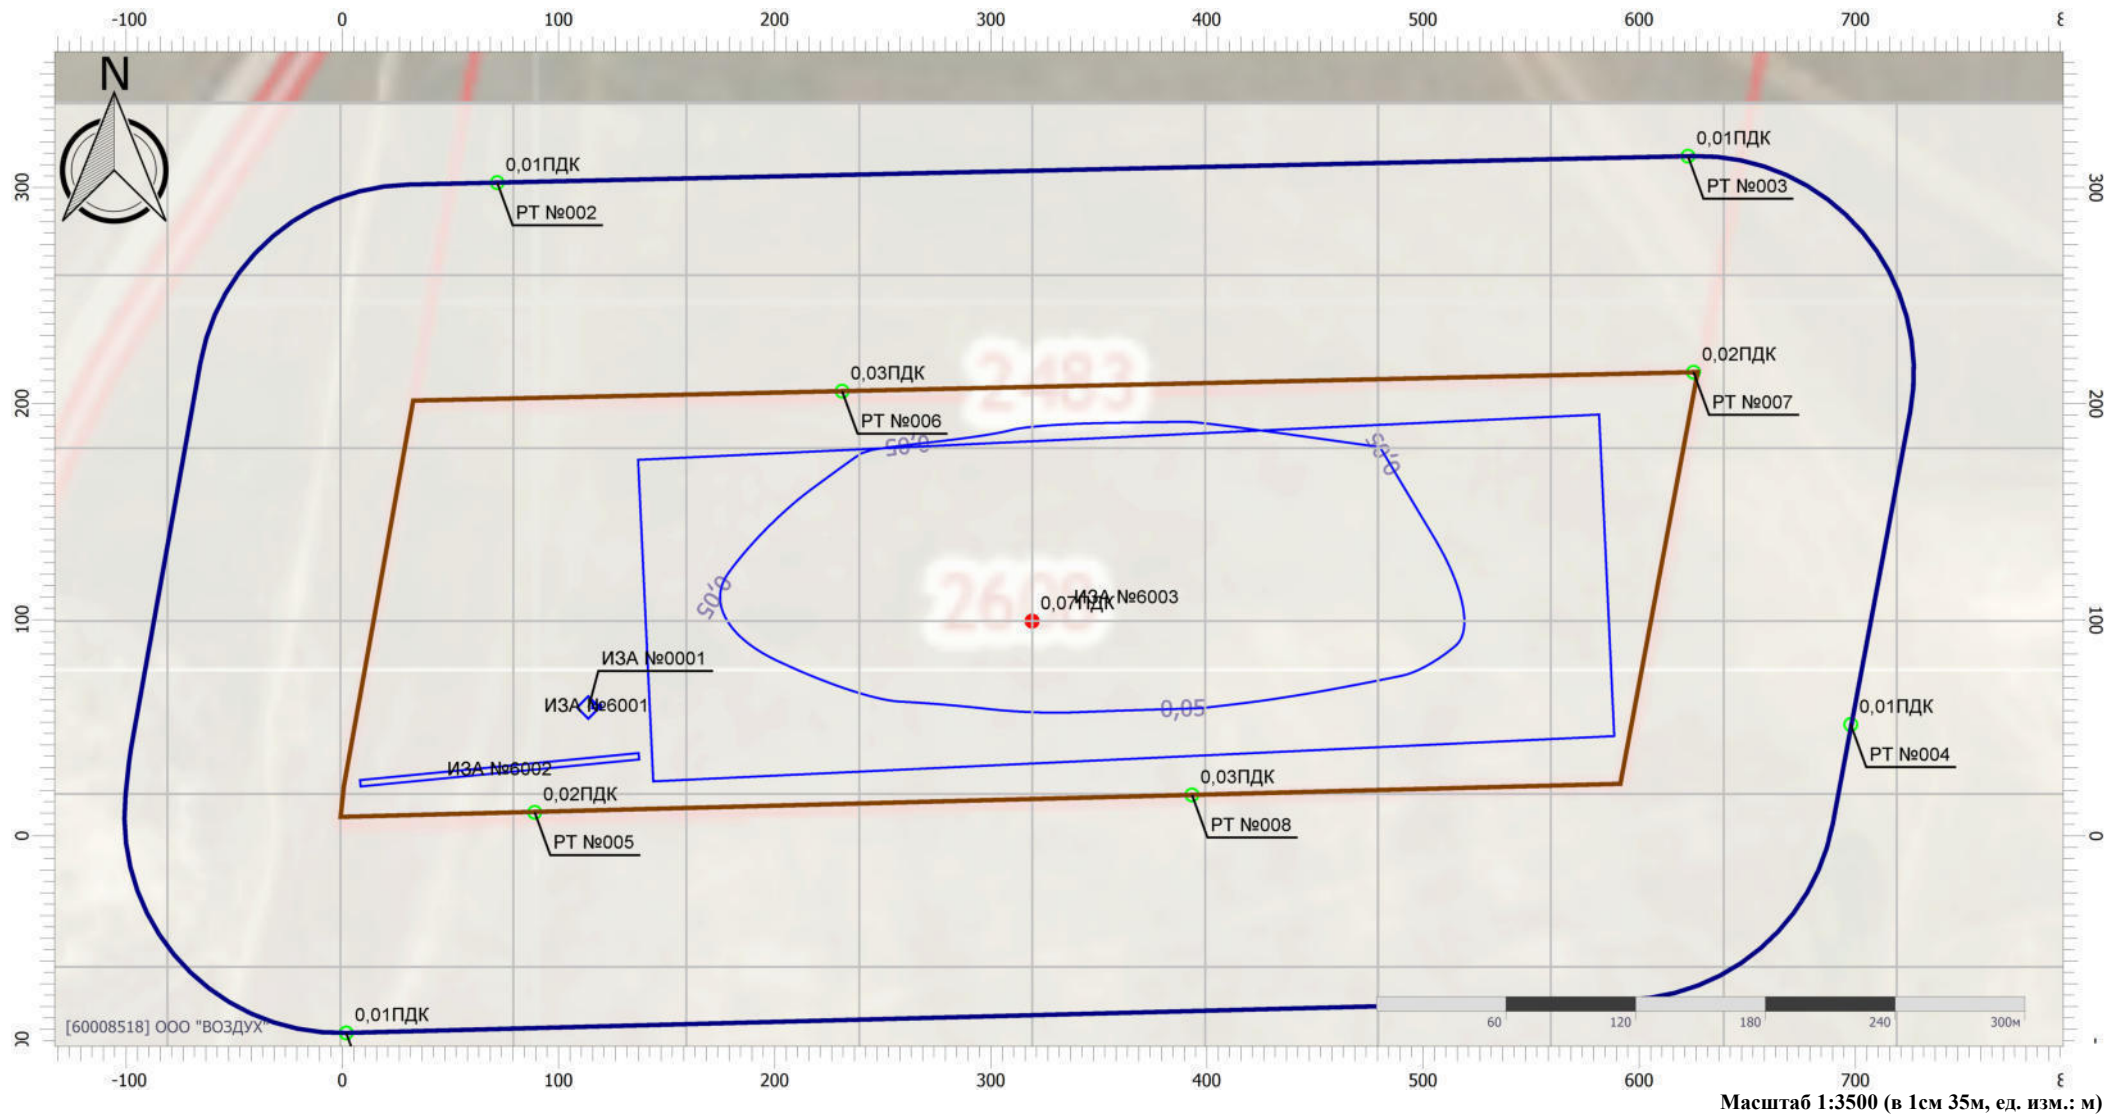 -100 0 100 200 300 400 500 600 700
N
0,01ПДК
РТ №002
0,01ПДК
РТ №003
300
300
2483
0,03ПДК
РТ №006
0,02ПДК
РТ №007
200
200
0,05
0,05
0,05
ИЗА №6003
0,07ПДК
100
100
ИЗА №0001
ИЗА №6001
0,05
0,01ПДК
РТ №004
ИЗА №6002
0,02ПДК
РТ №005
0,03ПДК
РТ №008
0
0
0,01ПДК
[60008518] ООО "ВОЗДУХ"
60 120 180 240 300м
-100 0 100 200 300 400 500 600 700
Масштаб 1:3500 (в 1см 35м, ед. изм.: м)